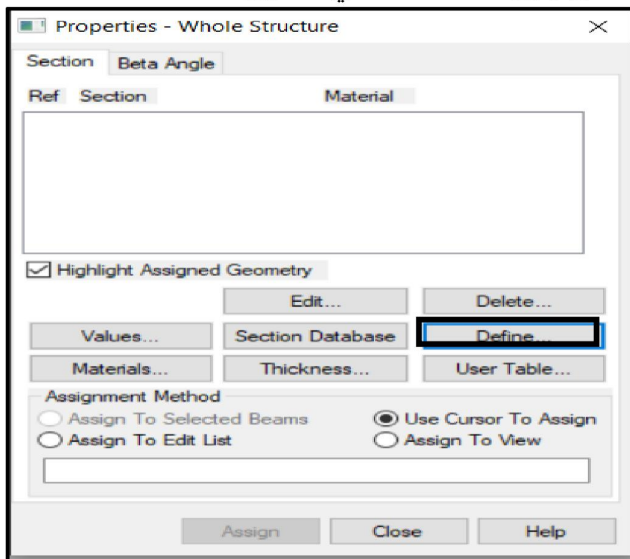 Properties - Whole Structure
Section Beta Angle
Ref Section Material
Highlight Assigned Geometry
Edit... Delete...
Values... Section Database Define...
Materials... Thickness... User Table...
Assignment Method
Assign To Selected Beams Use Cursor To Assign
Assign To Edit List Assign To View
Assign Close Help